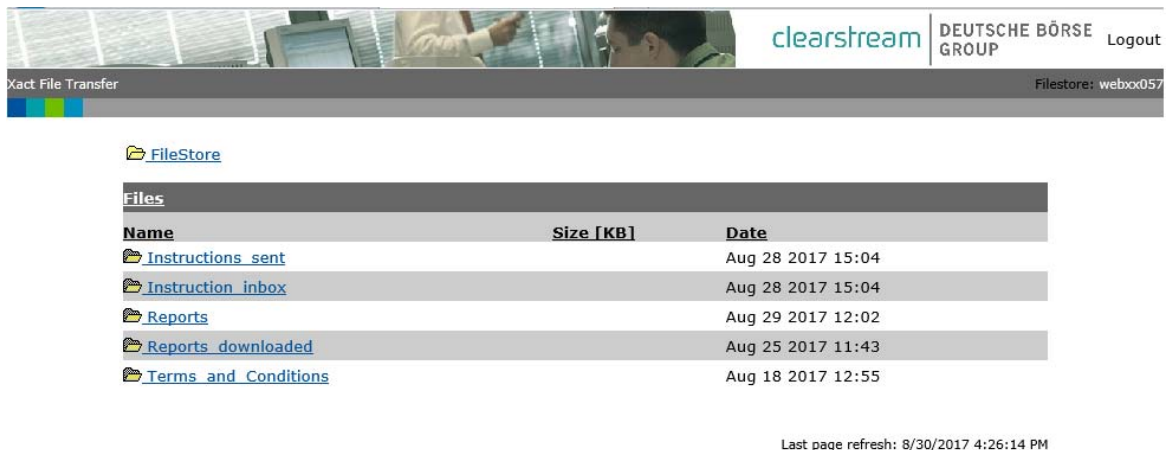 clearstream DEUTSCHE BÖRSE GROUP Logout
Xact File Transfer Filestore: webxx057
FileStore
Files
Name Size [KB] Date
Instructions_sent Aug 28 2017 15:04
Instruction_inbox Aug 28 2017 15:04
Reports Aug 29 2017 12:02
Reports_downloaded Aug 25 2017 11:43
Terms_and_Conditions Aug 18 2017 12:55
Last page refresh: 8/30/2017 4:26:14 PM